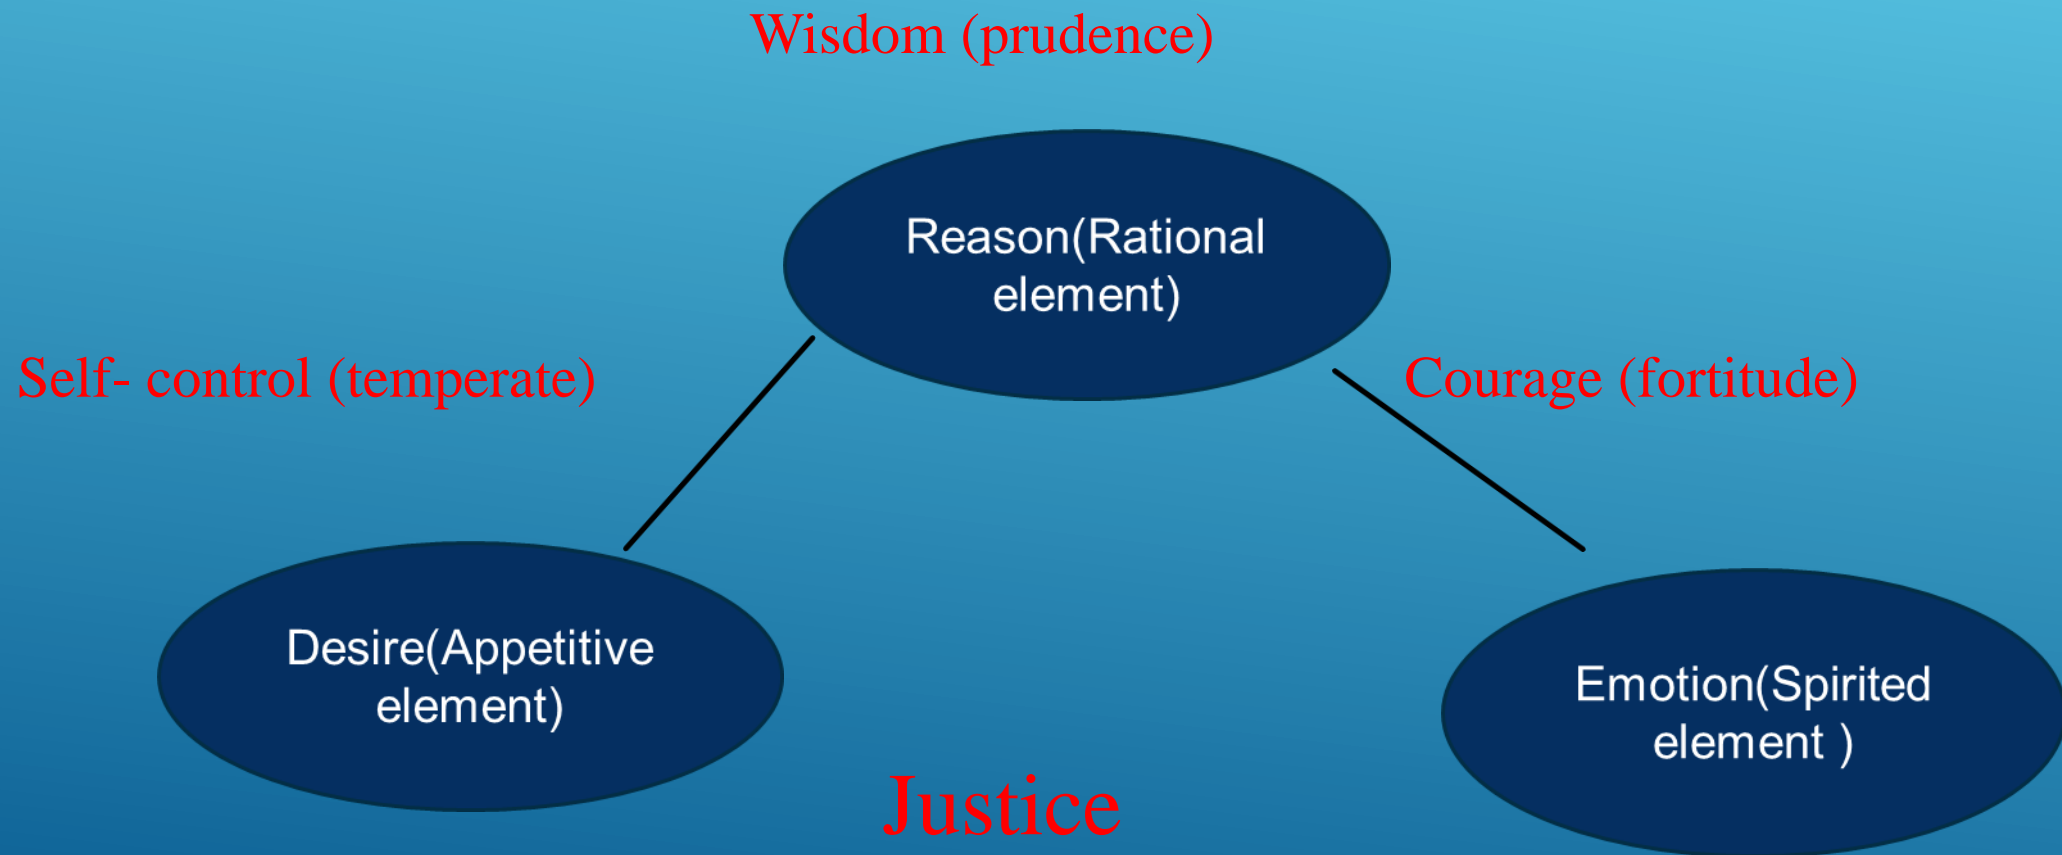 Wisdom (prudence)
Reason(Rational
element)
Self- control (temperate)
Courage (fortitude)
Desire(Appetitive
element)
Emotion(Spirited
element )
Justice